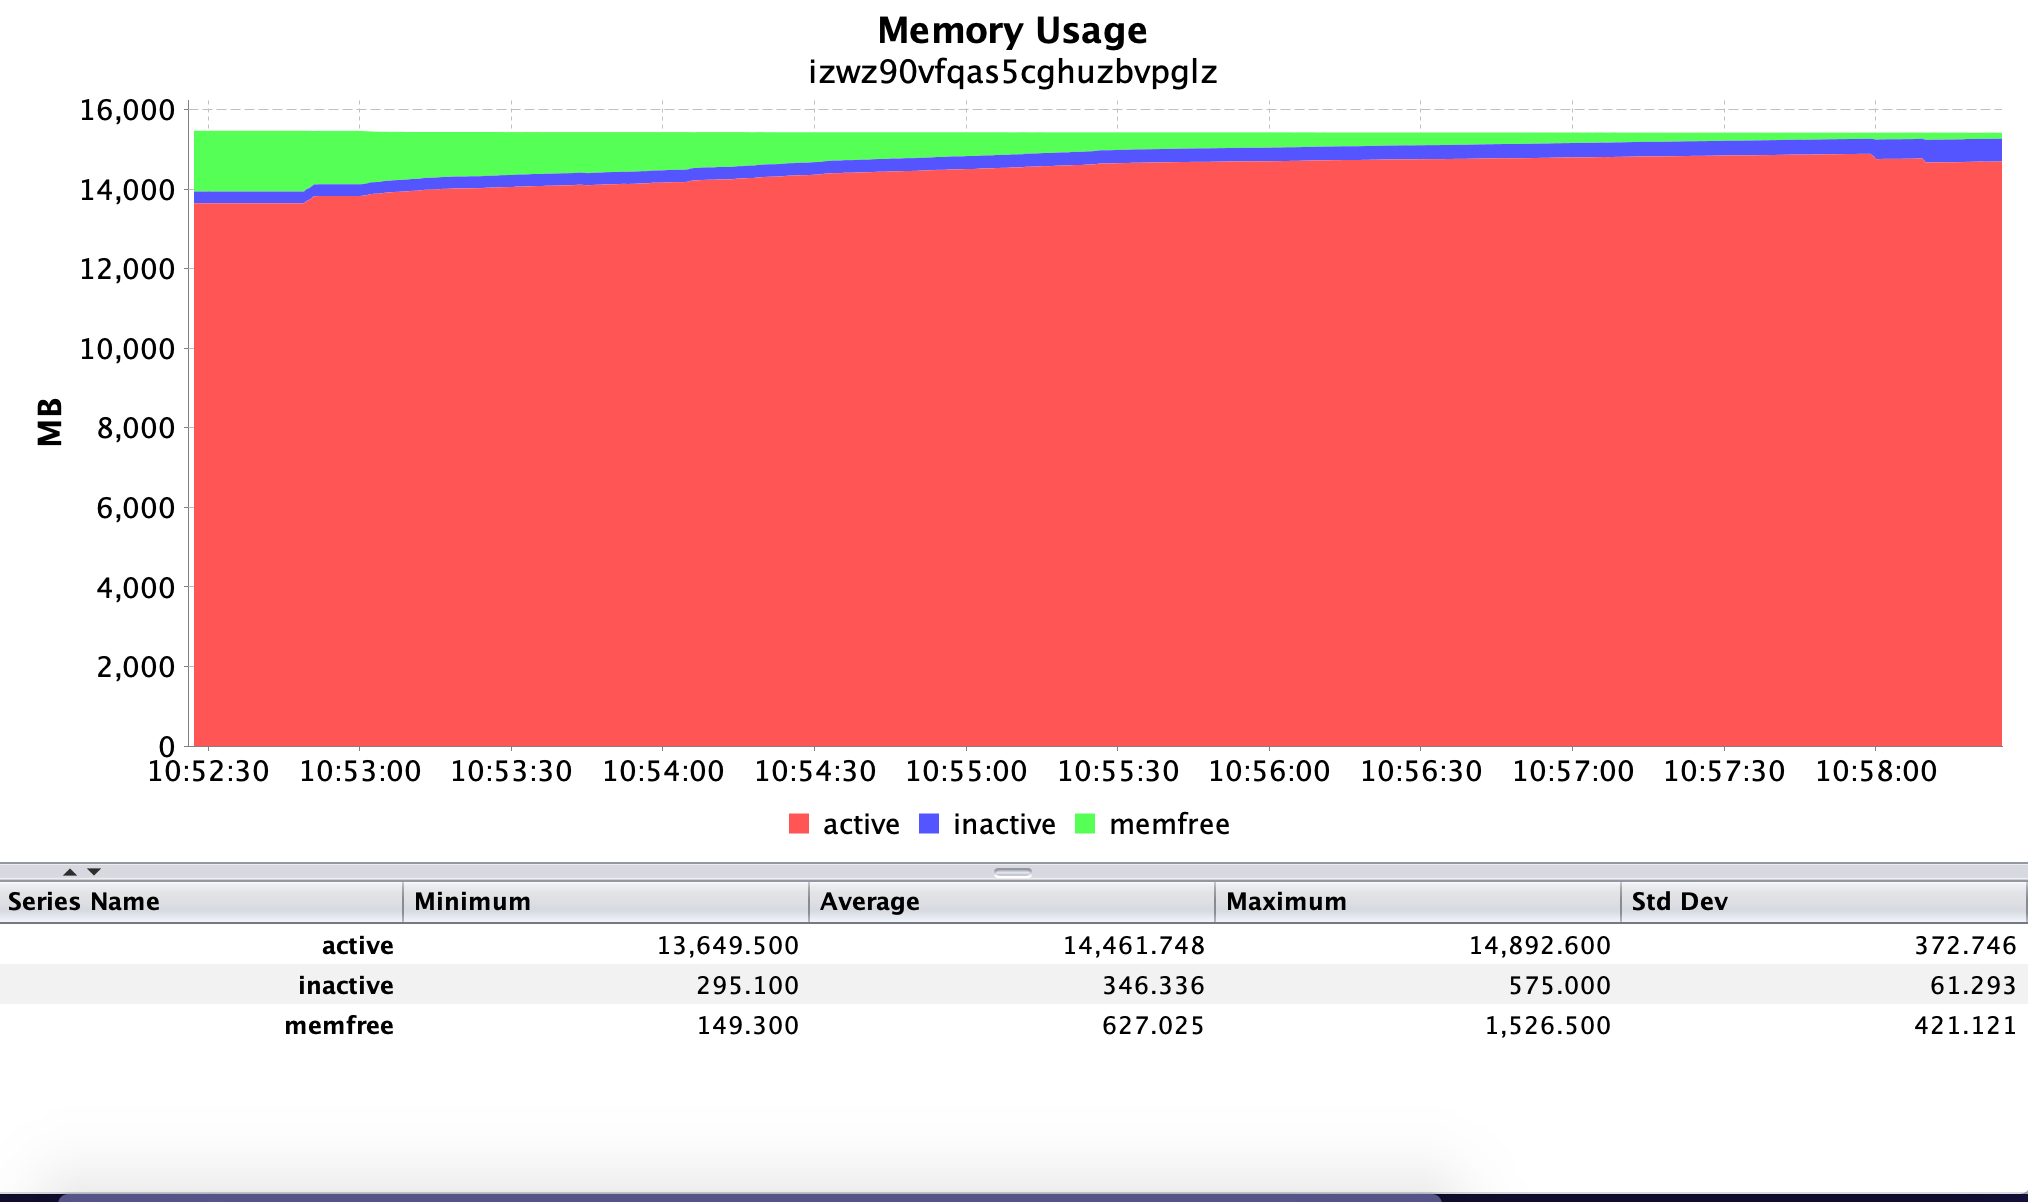 Memory Usage
izwz90vfqas5cghuzbvpglz
16,000
14,000
12,000
10,000
8,000
6,000
4,000
2,000
0
MB
10:52:30 10:53:00 10:53:30 10:54:00 10:54:30 10:55:00 10:55:30 10:56:00 10:56:30 10:57:00 10:57:30 10:58:00
active inactive memfree
Series Name Minimum Average Maximum Std Dev
active 13,649.500 14,461.748 14,892.600 372.746
inactive 295.100 346.336 575.000 61.293
memfree 149.300 627.025 1,526.500 421.121